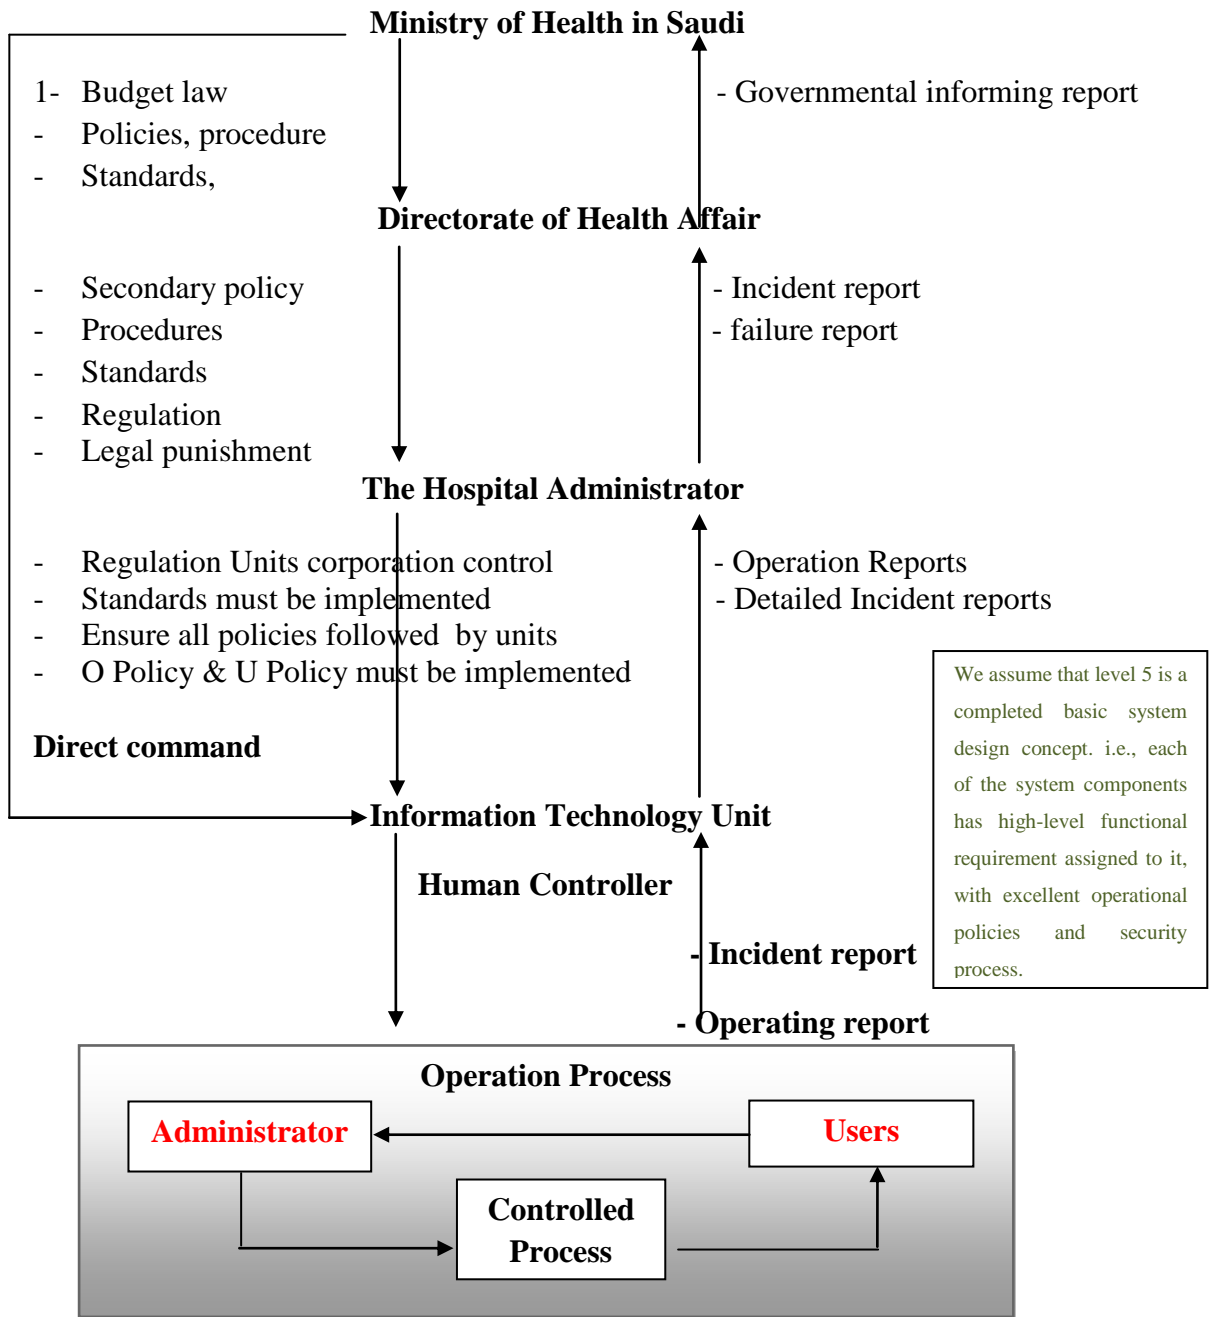 Ministry of Health in Saudi
1- Budget law
- Policies, procedure
- Standards,
- Governmental informing report
Directorate of Health Affair
- Secondary policy
- Procedures
- Standards
- Regulation
- Legal punishment
- Incident report
- failure report
The Hospital Administrator
- Regulation Units corporation control
- Standards must be implemented
- Ensure all policies followed by units
- O Policy & U Policy must be implemented
- Operation Reports
- Detailed Incident reports
Direct command
We assume that level 5 is a
completed basic system
design concept. i.e., each
of the system components
has high-level functional
requirement assigned to it,
with excellent operational
policies and security
process.
Information Technology Unit
Human Controller
- Incident report
- Operating report
Operation Process
Administrator
Users
Controlled
Process